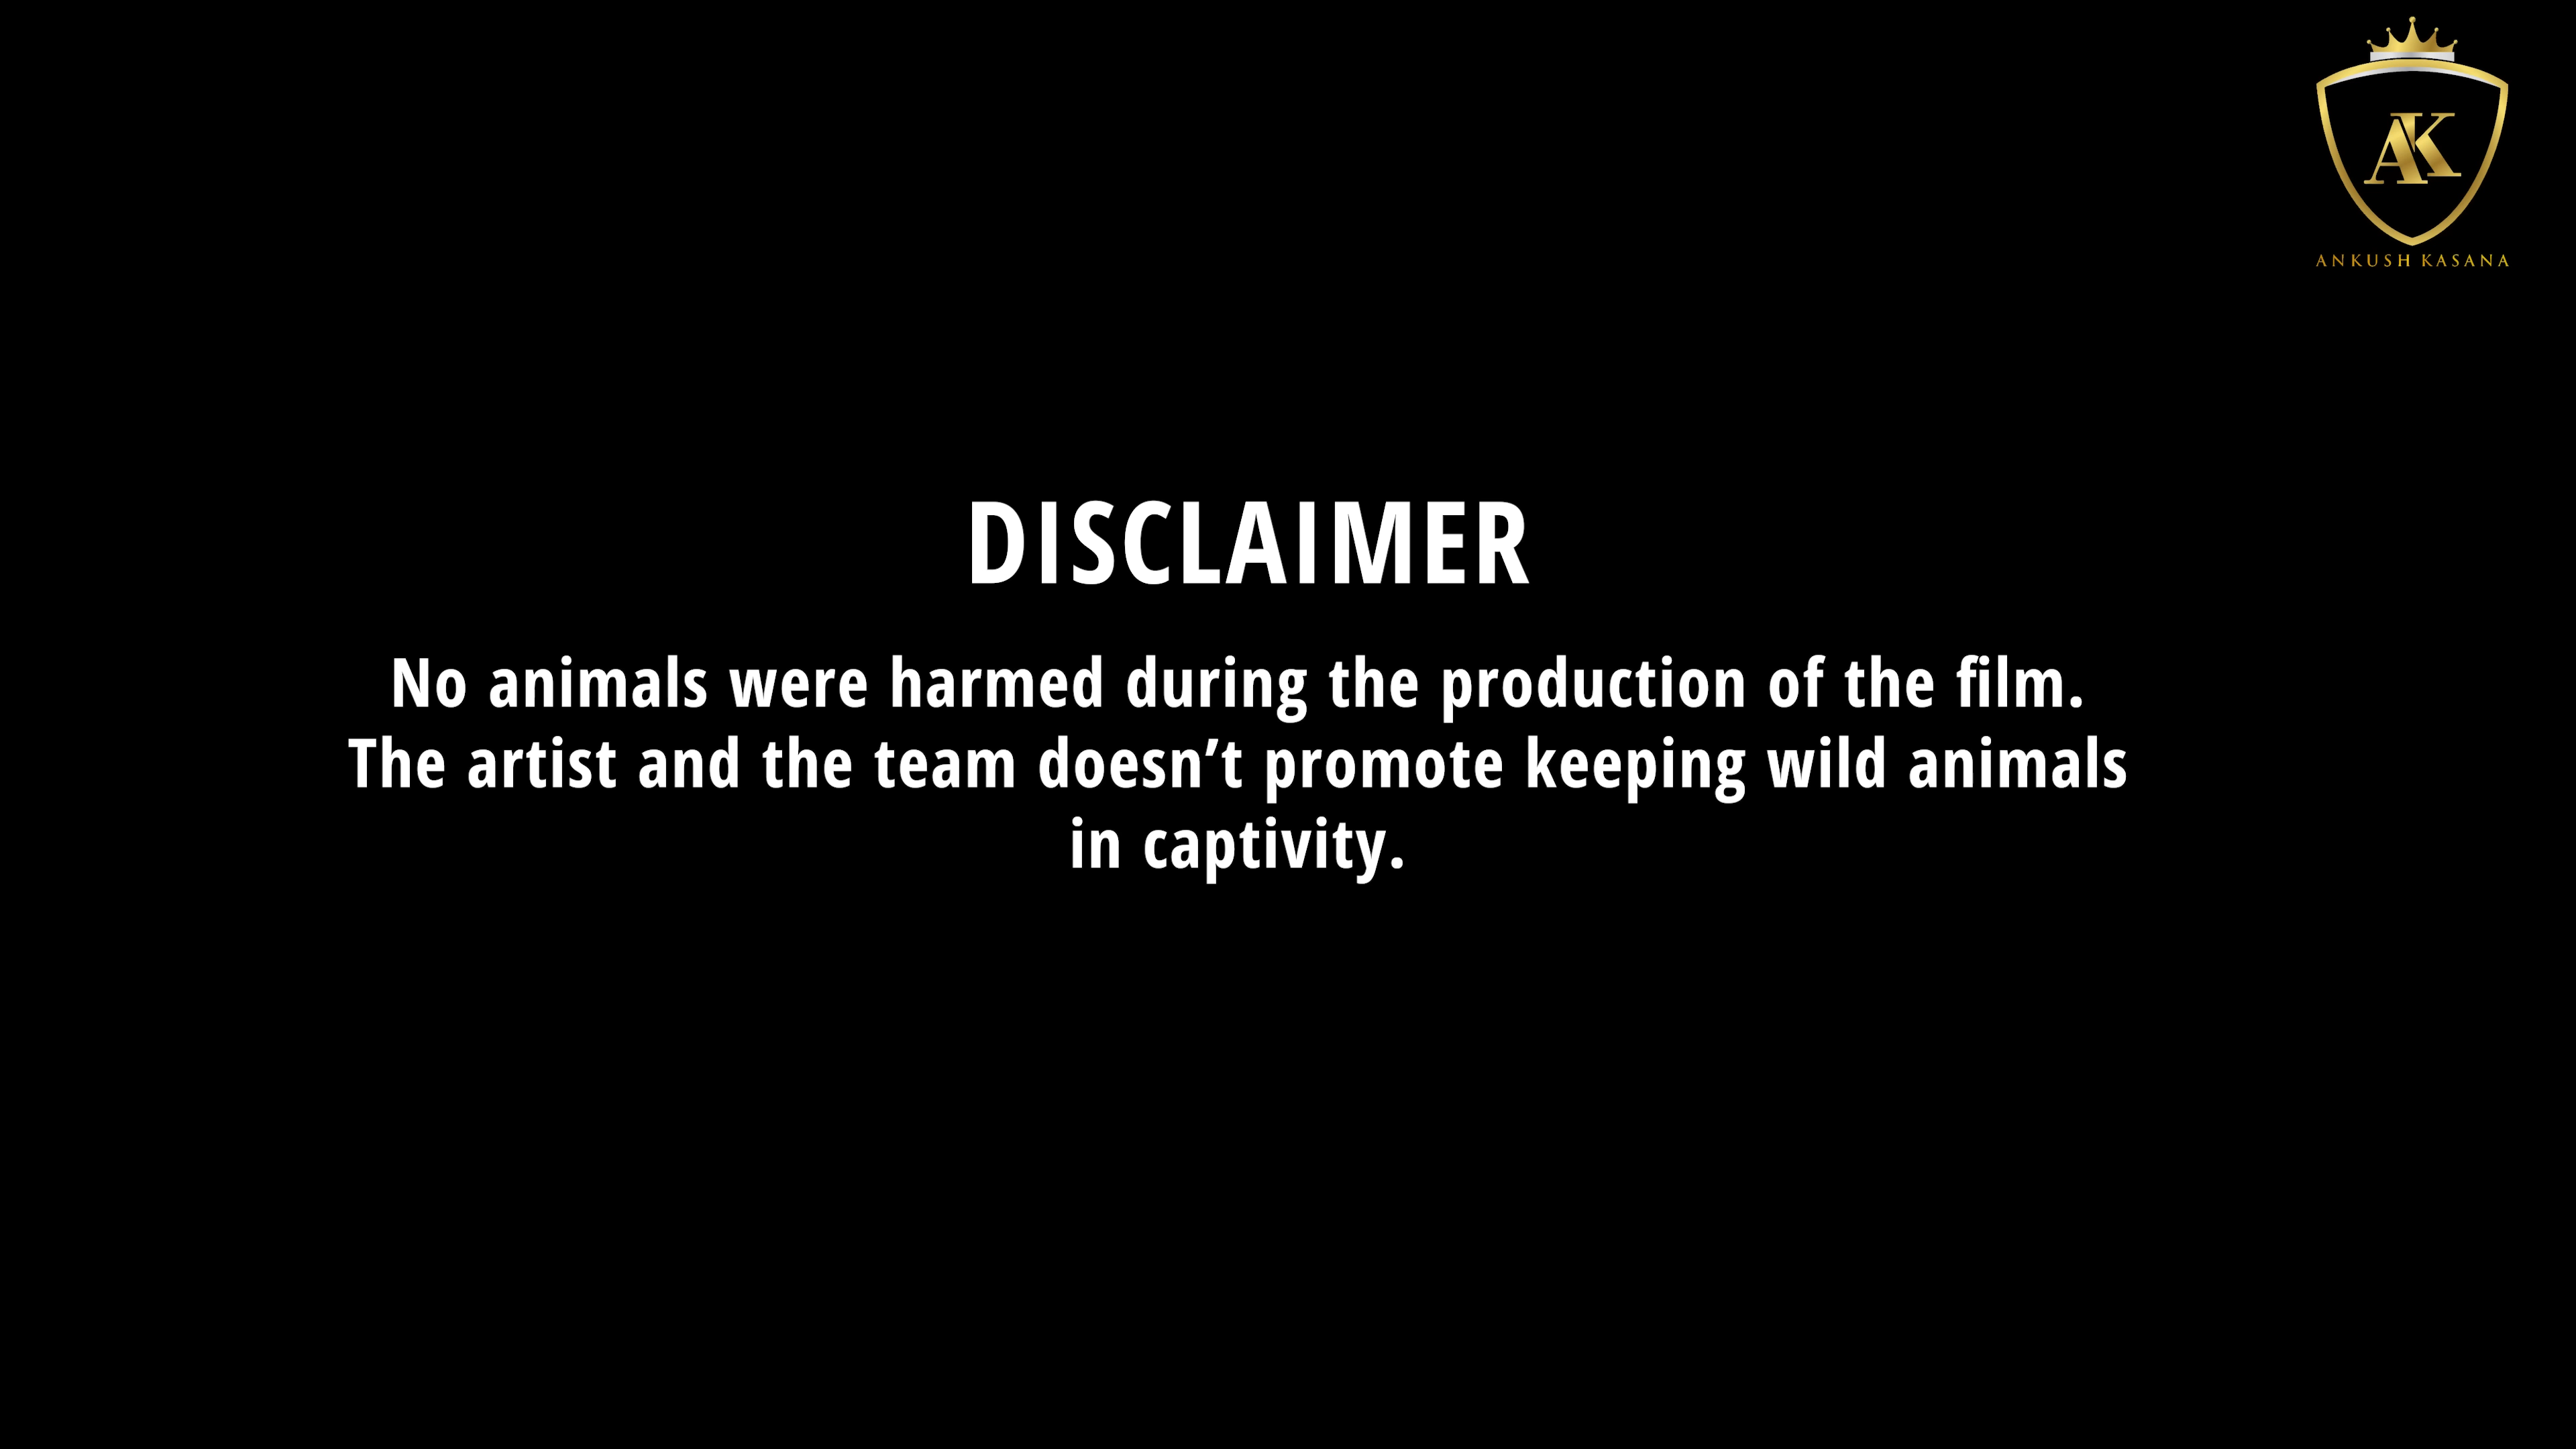 AK
ANKUSH KASANA
DISCLAIMER
No animals were harmed during the production of the film.
The artist and the team doesn’t promote keeping wild animals
in captivity.